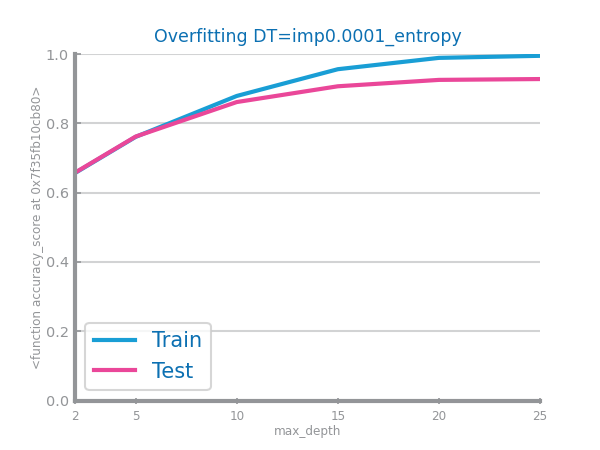 Overfitting DT=imp0.0001_entropy
<function accuracy_score at 0x7f35fb10cb80>
1.0
0.8
0.6
0.4
0.2
0.0
Train
Test
2 5 10 15 20 25
max_depth